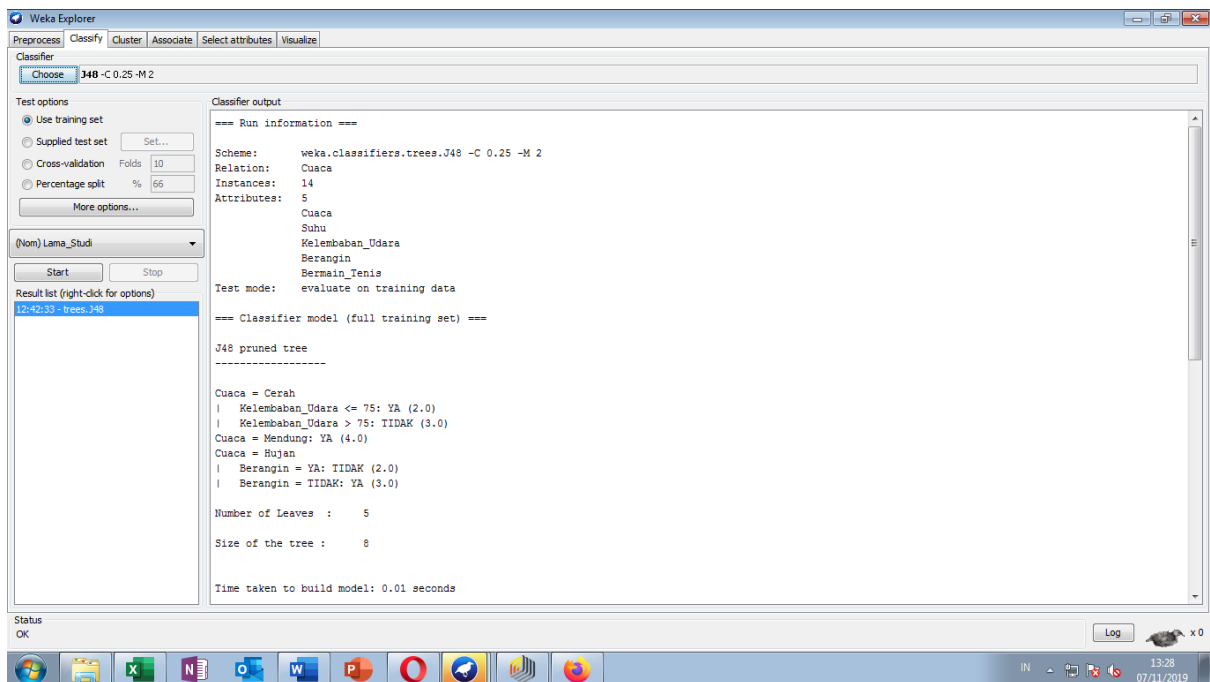 Weka Explorer
Preprocess Classify Cluster Associate Select attributes Visualize
Classifier
Choose J48 -C 0.25 -M 2
Test options
Use training set
Supplied test set Set...
Cross-validation Folds 10
Percentage split % 66
More options...
(Nom) Lama_Studi
Start Stop
Result list (right-click for options)
12:42:33 - trees.J48
Classifier output
=== Run information ===
Scheme: weka.classifiers.trees.J48 -C 0.25 -M 2
Relation: Cuaca
Instances: 14
Attributes: 5
Cuaca
Suhu
Kelembaban_Udara
Berangin
Bermain_Tenis
Test mode: evaluate on training data
=== Classifier model (full training set) ===
J48 pruned tree
------------------
Cuaca = Cerah
| Kelembaban_Udara <= 75: YA (2.0)
| Kelembaban_Udara > 75: TIDAK (3.0)
Cuaca = Mendung: YA (4.0)
Cuaca = Hujan
| Berangin = YA: TIDAK (2.0)
| Berangin = TIDAK: YA (3.0)
Number of Leaves : 5
Size of the tree : 8
Time taken to build model: 0.01 seconds
Status
OK
Log x 0
IN 13:28
07/11/2019